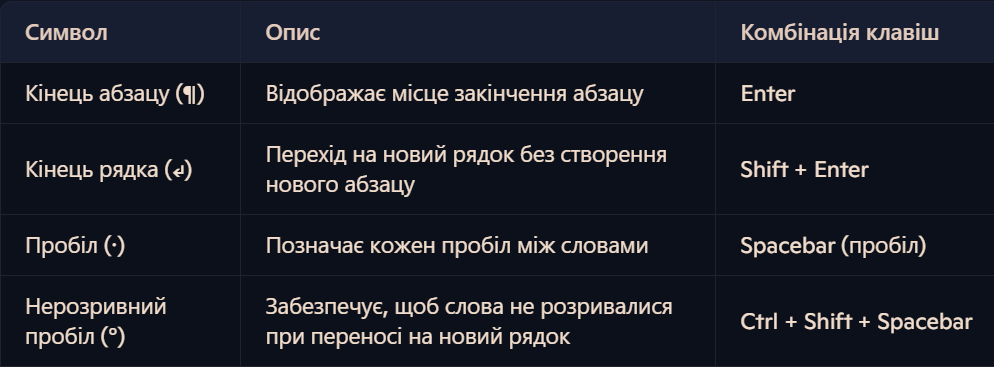 Символ Опис Комбінація клавіш
Кінець абзацу (¶) Відображає місце закінчення абзацу Enter
Кінець рядка (↲) Перехід на новий рядок без створення
нового абзацу Shift + Enter
Пробіл (·) Позначає кожен пробіл між словами Spacebar (пробіл)
Нерозривний
пробіл (°) Забезпечує, щоб слова не розривалися
при переносі на новий рядок Ctrl + Shift + Spacebar